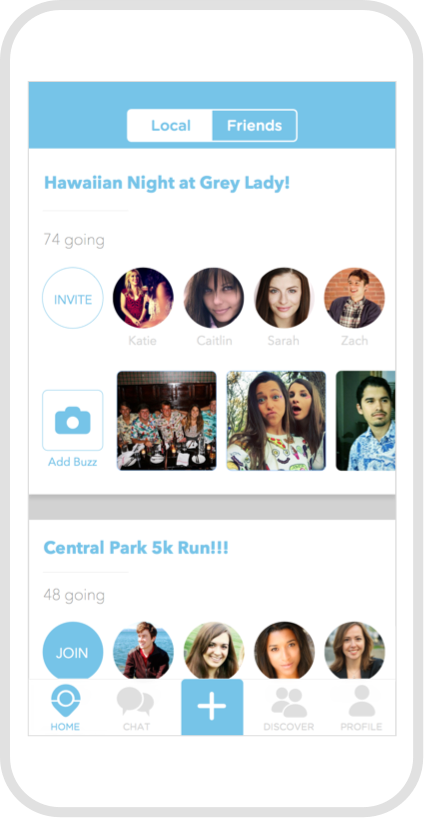 Local Friends
Hawaiian Night at Grey Lady!
74 going
INVITE
Katie Caitlin Sarah Zach
Add Buzz
Central Park 5k Run!!!
48 going
JOIN
HOME CHAT DISCOVER PROFILE